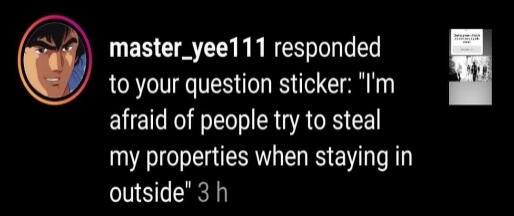 master_yee111 responded
to your question sticker: "I'm
afraid of people try to steal
my properties when staying in
outside" 3 h